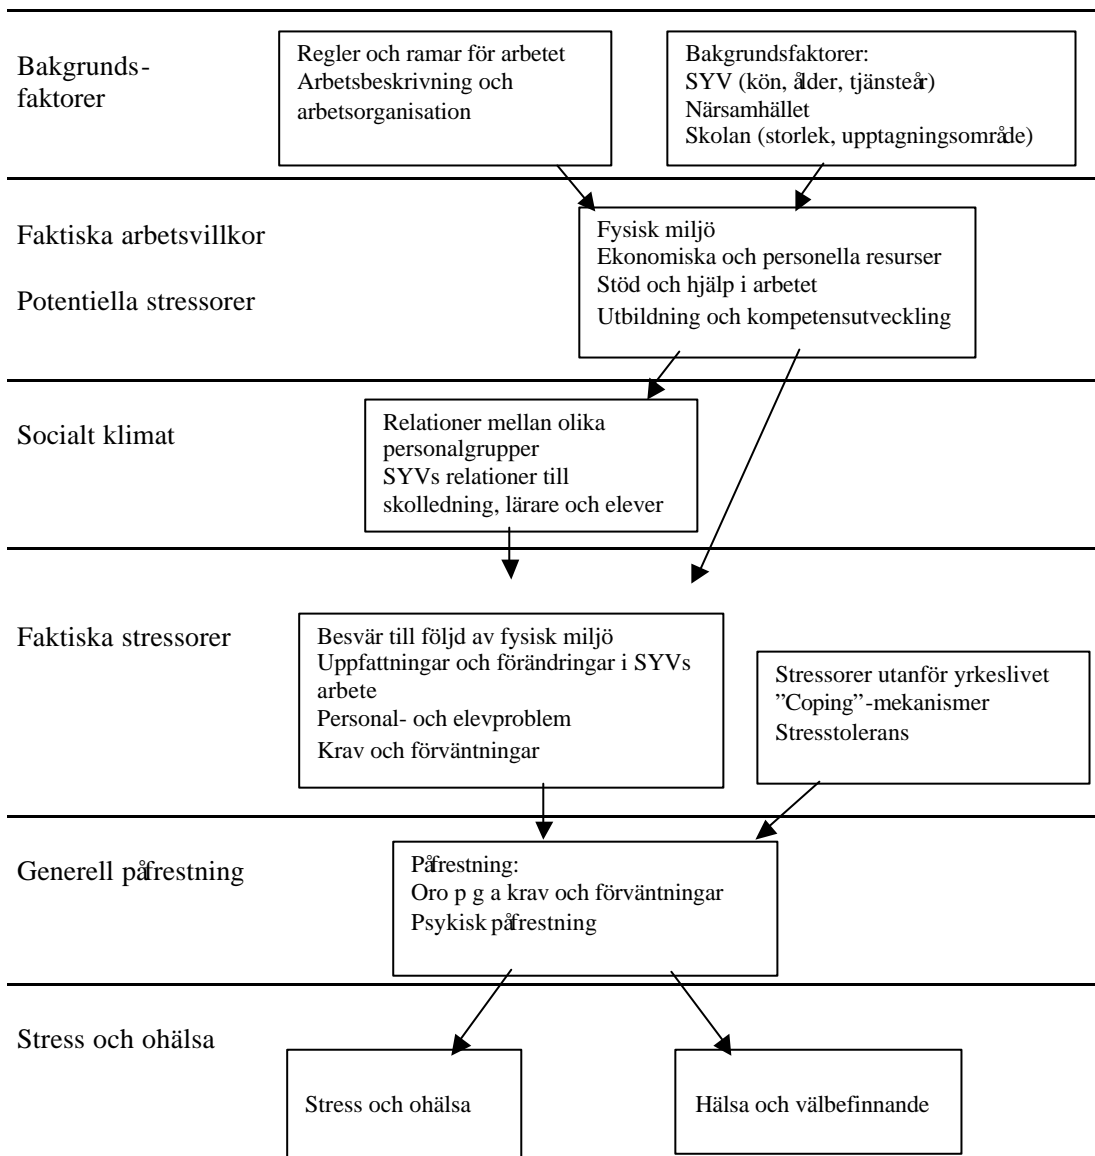 Bakgrunds-
faktorer
Regler och ramar för arbetet
Arbetsbeskrivning och
arbetsorganisation
Bakgrundsfaktorer:
SYV (kön, ålder, tjänsteår)
Närsamhället
Skolan (storlek, upptagningsområde)
Faktiska arbetsvillkor
Potentiella stressorer
Fysisk miljö
Ekonomiska och personella resurser
Stöd och hjälp i arbetet
Utbildning och kompetensutveckling
Socialt klimat
Relationer mellan olika
personalgrupper
SYVs relationer till
skolledning, lärare och elever
Faktiska stressorer
Besvär till följd av fysisk miljö
Uppfattningar och förändringar i SYVs
arbete
Personal- och elevproblem
Krav och förväntningar
Stressorer utanför yrkeslivet
”Coping”-mekanismer
Stresstolerans
Generell påfrestning
Påfrestning:
Oro p g a krav och förväntningar
Psykisk påfrestning
Stress och ohälsa
Stress och ohälsa
Hälsa och välbefinnande